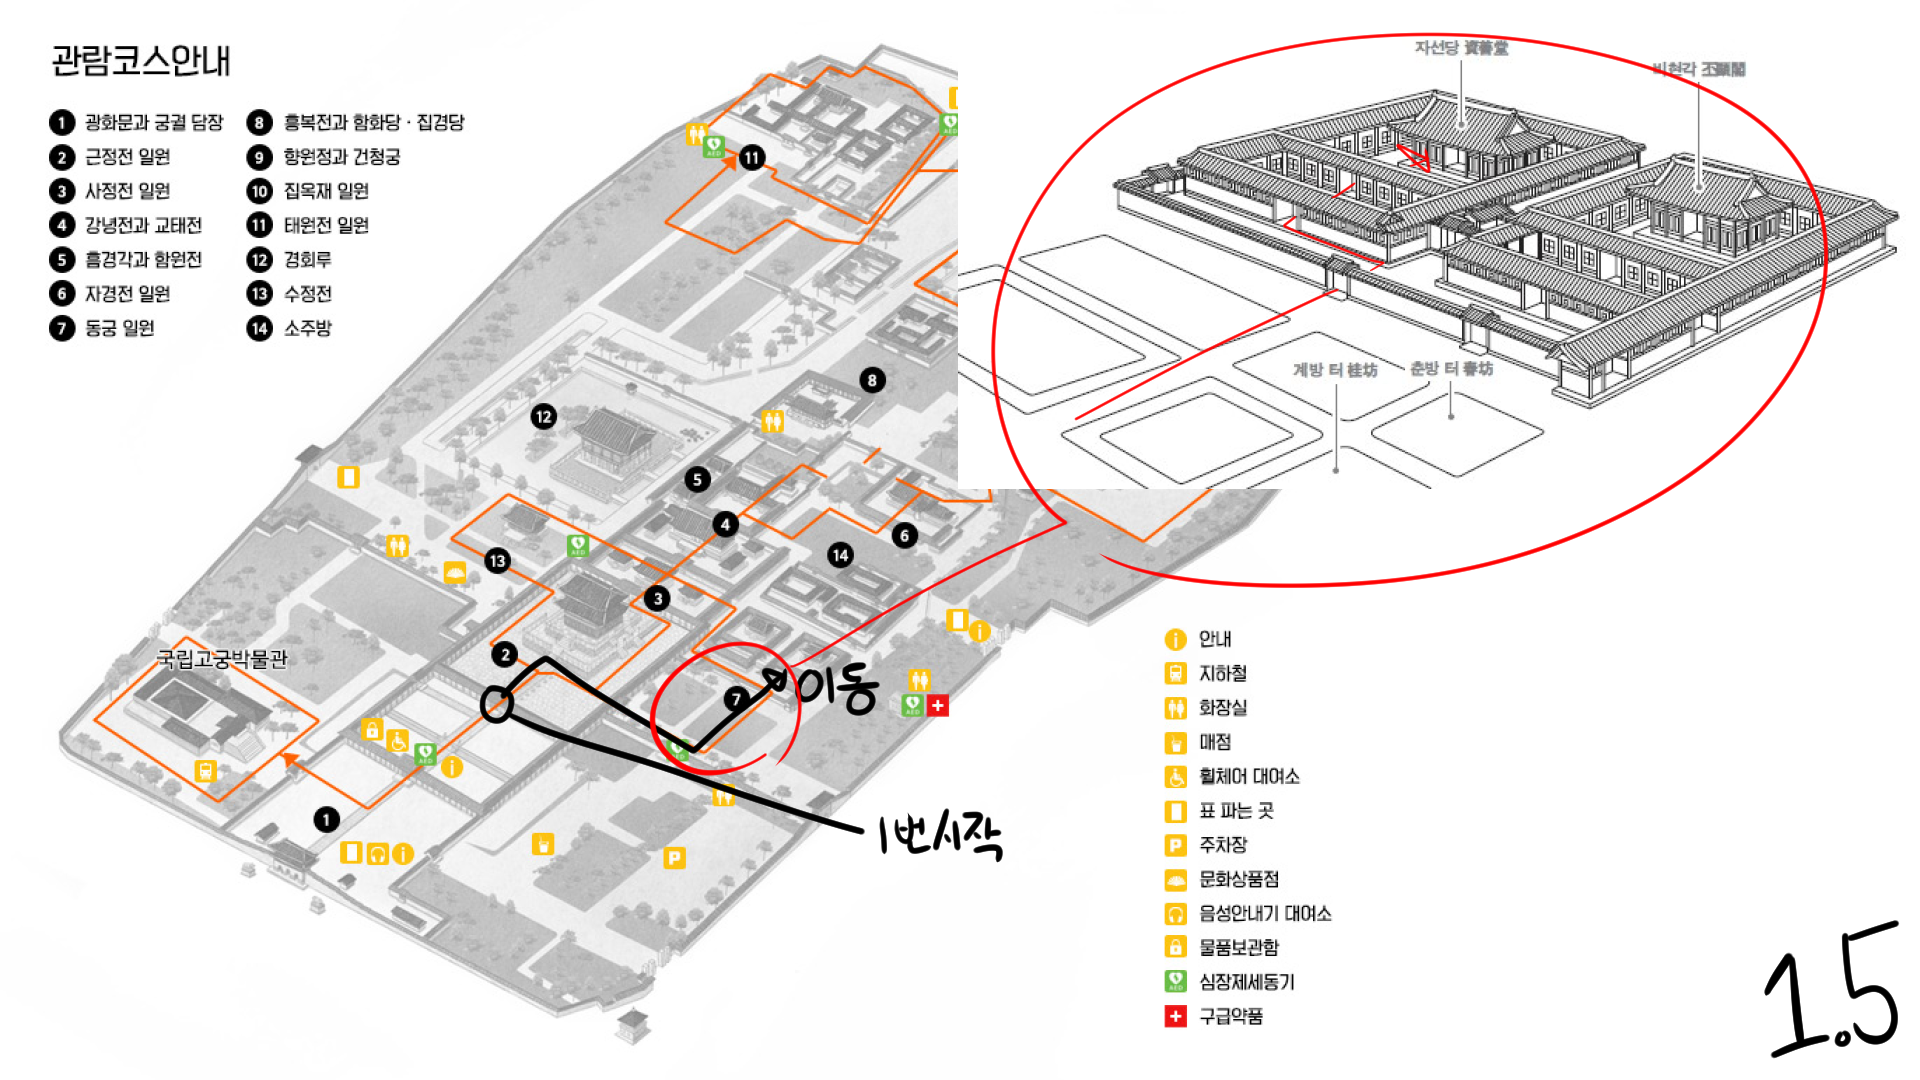 관람코스안내
1 광화문과 궁궐 담장
2 근정전 일원
3 사정전 일원
4 강녕전과 교태전
5 흠경각과 함원전
6 자경전 일원
7 동궁 일원
8 흥복전과 함화당 · 집경당
9 향원정과 건청궁
10 집옥재 일원
11 태원전 일원
12 경회루
13 수정전
14 소주방
자선당 資善堂
비현각 丕顯閣
계방 터 桂坊
춘방 터 春坊
11
AED
8
12
5
4
6
14
13
AED
3
2
국립고궁박물관
7
이동
AED
AED
AED
1
1번시작
P
안내
지하철
화장실
매점
휠체어 대여소
표 파는 곳
P 주차장
문화상품점
음성안내기 대여소
물품보관함
AED 심장제세동기
구급약품
1.5